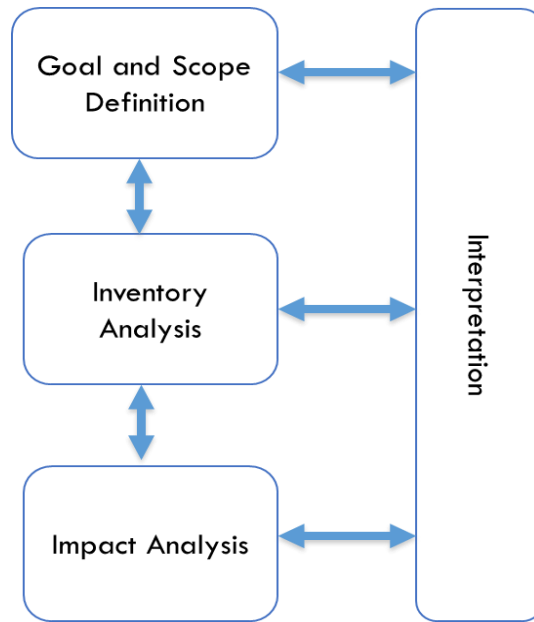 Goal and Scope
Definition
Inventory
Analysis
Impact Analysis
Interpretation